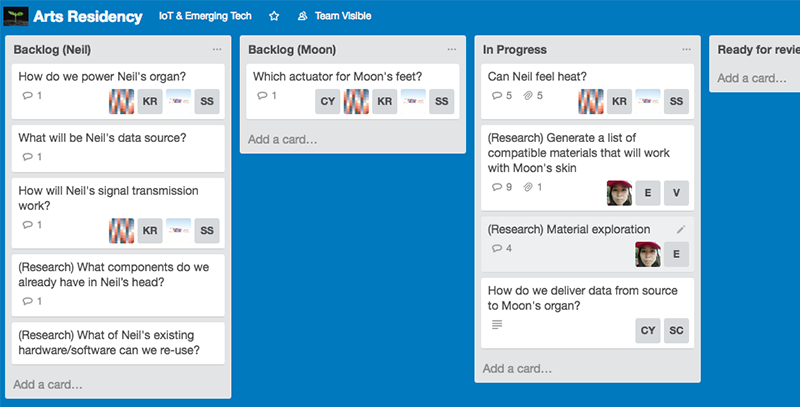 Arts Residency IoT & Emerging Tech Team Visible
Backlog (Neil)
How do we power Neil's organ?
1 KR SS
What will be Neil's data source?
1
How will Neil's signal transmission
work?
1 KR SS
(Research) What components do we
already have in Neil's head?
1
(Research) What of Neil's existing
hardware/software can we re-use?
Add a card…
Backlog (Moon)
Which actuator for Moon's feet?
1 CY KR SS
Add a card…
In Progress
Can Neil feel heat?
5 5 KR SS
(Research) Generate a list of
compatible materials that will work
with Moon's skin
9 1 E V
(Research) Material exploration
4 E
How do we deliver data from source
to Moon's organ?
CY SC
Add a card…
Ready for revie
Add a card…